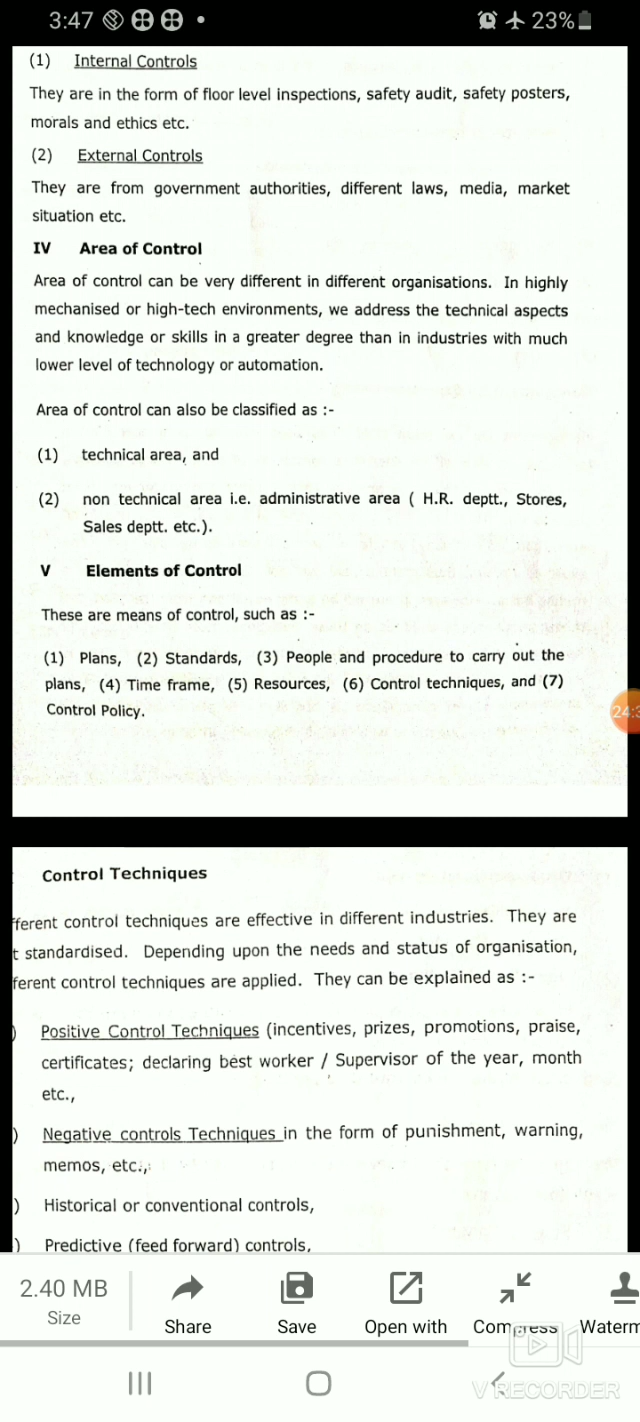 3:47
23%
(1) Internal Controls
They are in the form of floor level inspections, safety audit, safety posters,
morals and ethics etc.
(2) External Controls
They are from government authorities, different laws, media, market
situation etc.
IV Area of Control
Area of control can be very different in different organisations. In highly
mechanised or high-tech environments, we address the technical aspects
and knowledge or skills in a greater degree than in industries with much
lower level of technology or automation.
Area of control can also be classified as :-
(1) technical area, and
(2) non technical area i.e. administrative area ( H.R. deptt., Stores,
Sales deptt. etc.).
V Elements of Control
These are means of control, such as :-
(1) Plans, (2) Standards, (3) People and procedure to carry out the
plans, (4) Time frame, (5) Resources, (6) Control techniques, and (7)
24:3
Control Policy.
Control Techniques
fferent control techniques are effective in different industries. They are
t standardised. Depending upon the needs and status of organisation,
ferent control techniques are applied. They can be explained as :-
) Positive Control Techniques (incentives, prizes, promotions, praise,
certificates; declaring best worker / Supervisor of the year, month
etc.,
) Negative controls Techniques in the form of punishment, warning,
memos, etc.,
) Historical or conventional controls,
) Predictive (feed forward) controls,
2.40 MB
Size
Share
Save
Open with
Compress
Waterm
V RECORDER